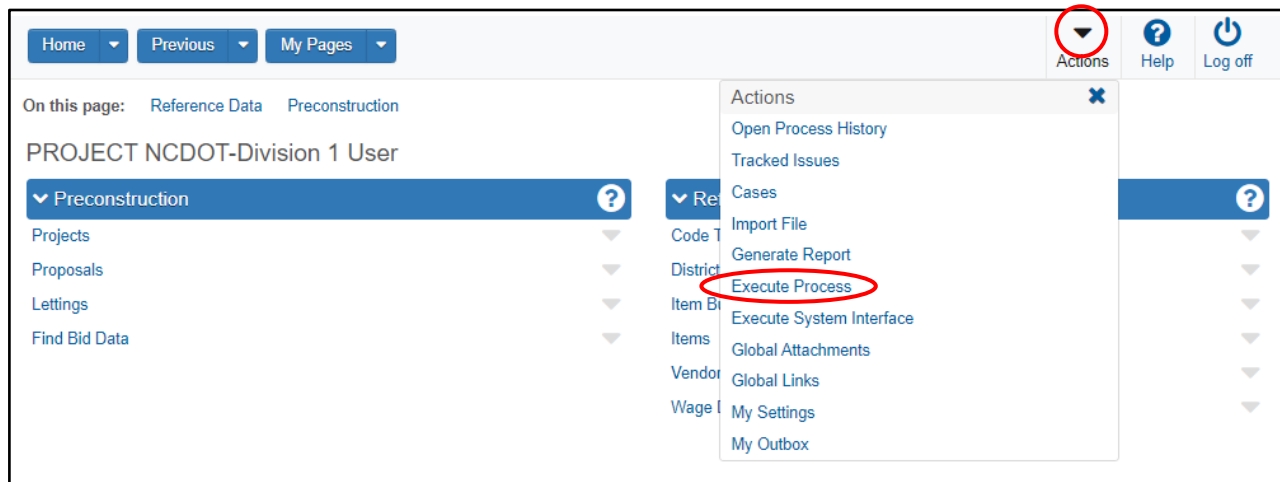 Home Previous My Pages
Actions Help Log off
On this page: Reference Data Preconstruction
PROJECT NCDOT-Division 1 User
Preconstruction
Projects
Proposals
Lettings
Find Bid Data
Code
District
Item
Items
Wage
Actions
Open Process History
Tracked Issues
Cases
Import File
Generate Report
Execute Process
Execute System Interface
Global Attachments
Global Links
My Settings
My Outbox